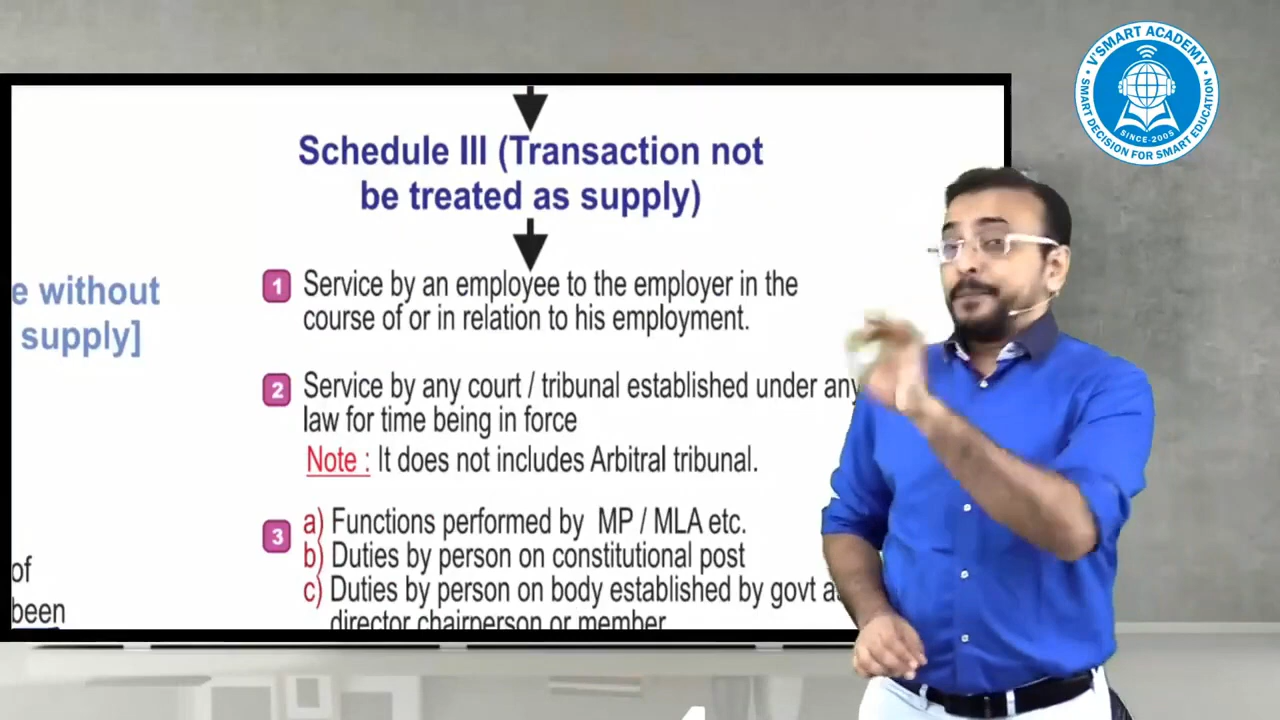 V'SMART ACADEMY
SMART DECISION FOR SMART EDUCATION
SINCE-2005
Schedule III (Transaction not
be treated as supply)
e without
supply]
1 Service by an employee to the employer in the
course of or in relation to his employment.
2 Service by any court / tribunal established under any
law for time being in force
Note : It does not includes Arbitral tribunal.
3 a) Functions performed by MP / MLA etc.
b) Duties by person on constitutional post
c) Duties by person on body established by govt a
director chairperson or member
of
been